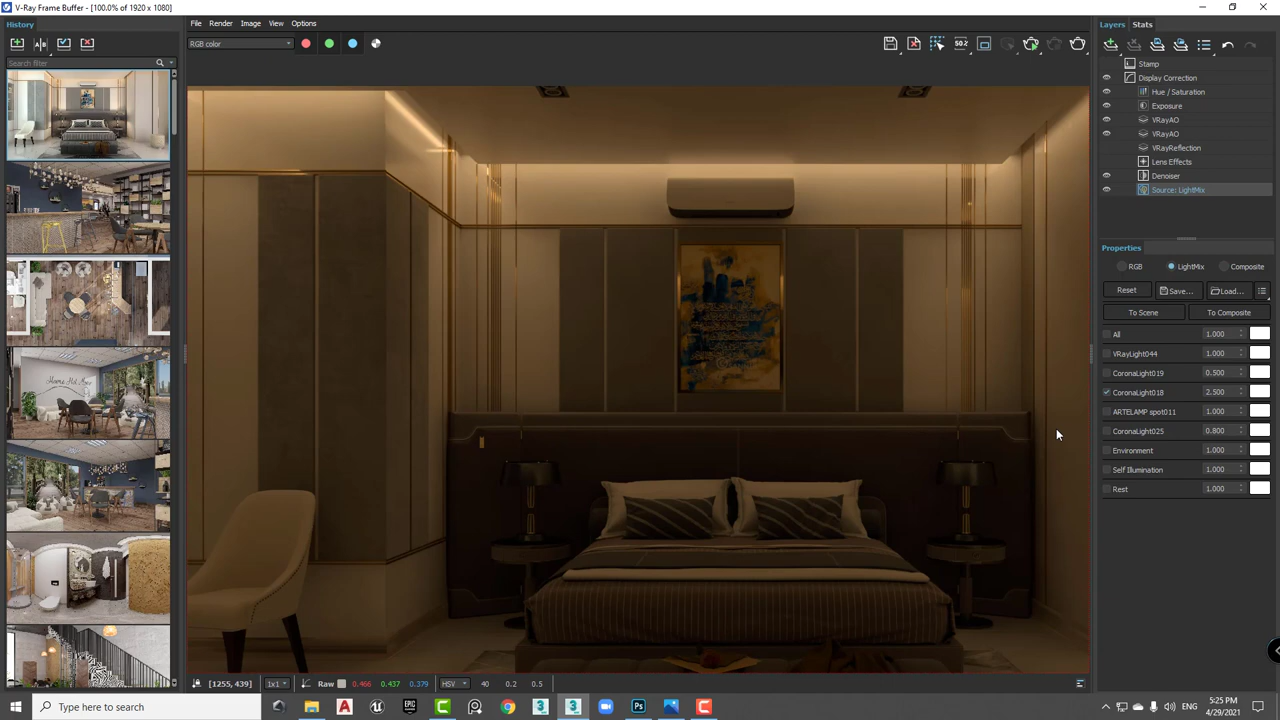 V-Ray Frame Buffer - [100.0% of 1920 x 1080]
History
File Render Image View Options
Layers Stats
RGB color
Search filter
Stamp
Display Correction
Hue / Saturation
Exposure
VRayAO
VRayAO
VRayReflection
Lens Effects
Denoiser
Source: LightMix
Properties
RGB LightMix Composite
Reset Save... Load...
To Scene To Composite
All 1.000
VRayLight044 1.000
CoronaLight019 0.500
CoronaLight018 2.500
ARTELAMP spot011 1.000
CoronaLight025 0.800
Environment 1.000
Self Illumination 1.000
Rest 1.000
[1255, 439] 1x1 Raw 0.466 0.437 0.379 HSV 40 0.2 0.5
Type here to search
ENG
5:25 PM
4/29/2021